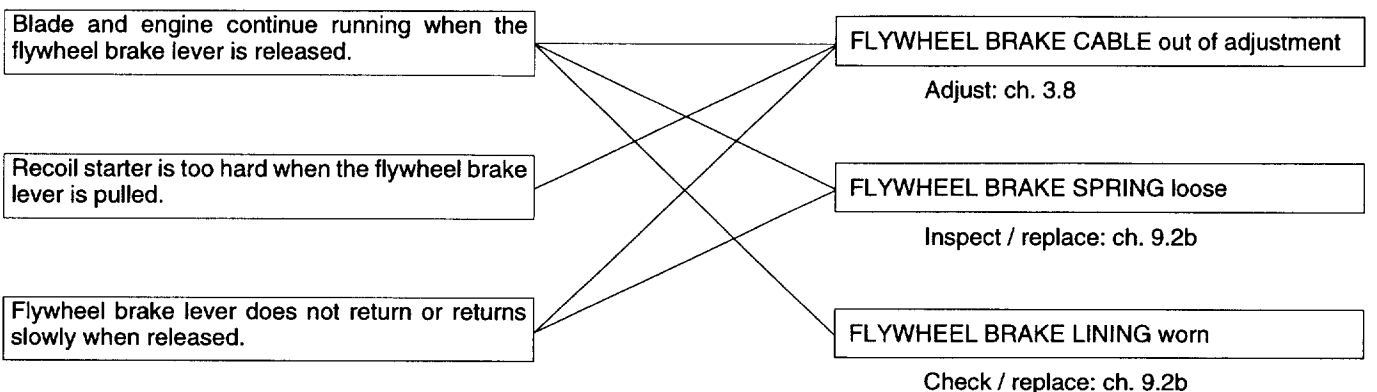 Blade and engine continue running when the
flywheel brake lever is released.
Recoil starter is too hard when the flywheel brake
lever is pulled.
Flywheel brake lever does not return or returns
slowly when released.
FLYWHEEL BRAKE CABLE out of adjustment
Adjust: ch. 3.8
FLYWHEEL BRAKE SPRING loose
Inspect / replace: ch. 9.2b
FLYWHEEL BRAKE LINING worn
Check / replace: ch. 9.2b